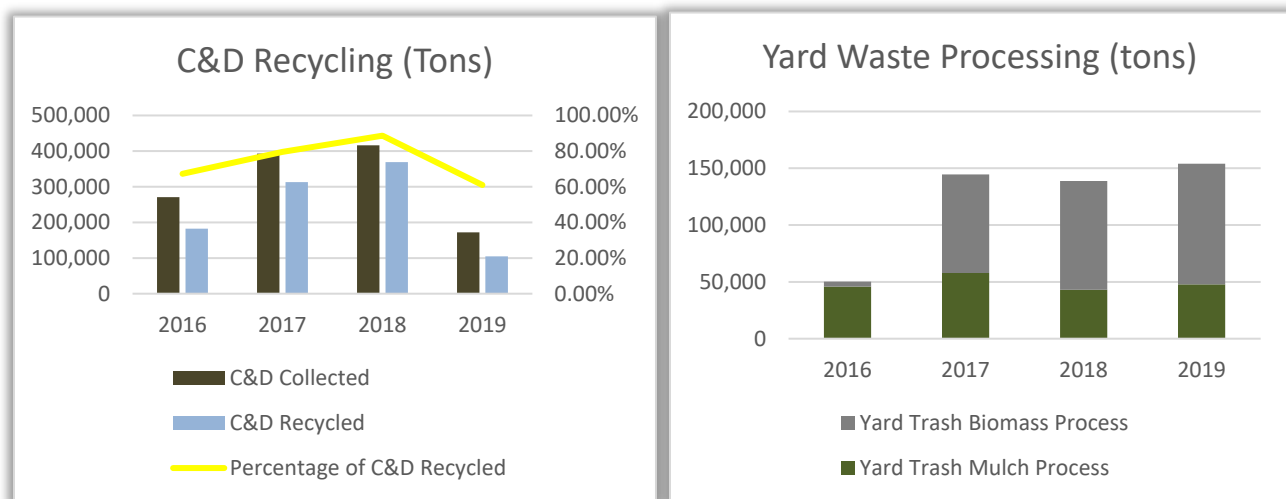 C&D Recycling (Tons)
500,000
400,000
300,000
200,000
100,000
0
100.00%
80.00%
60.00%
40.00%
20.00%
0.00%
2016 2017 2018 2019
C&D Collected
C&D Recycled
Percentage of C&D Recycled
Yard Waste Processing (tons)
200,000
150,000
100,000
50,000
0
2016 2017 2018 2019
Yard Trash Biomass Process
Yard Trash Mulch Process